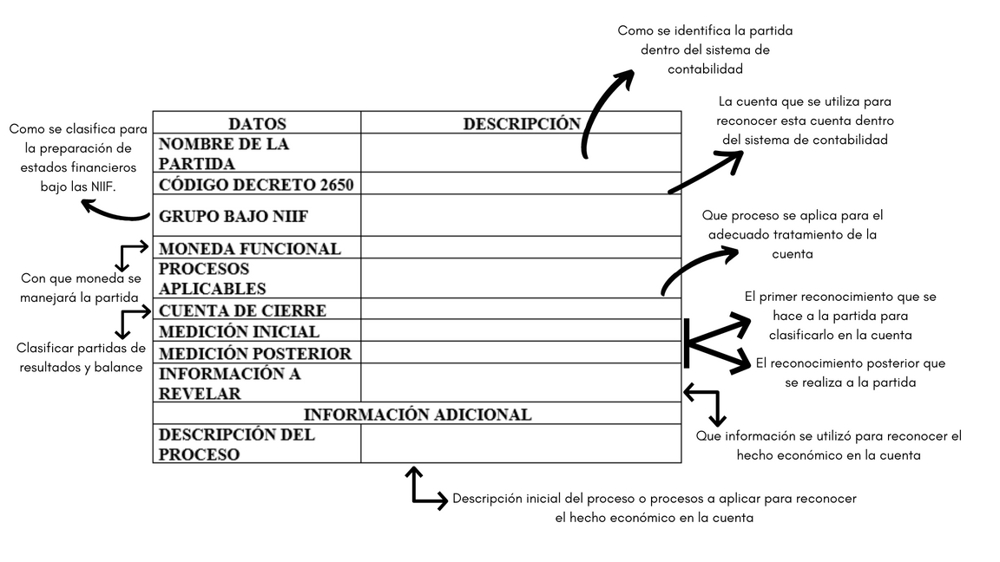 Como se identifica la partida
dentro del sistema de
contabilidad
La cuenta que se utiliza para
reconocer esta cuenta dentro
del sistema de contabilidad
Como se clasifica para
la preparación de
estados financieros
bajo las NIIF.
DATOS
DESCRIPCIÓN
NOMBRE DE LA
PARTIDA
CÓDIGO DECRETO 2650
GRUPO BAJO NIIF
MONEDA FUNCIONAL
PROCESOS
APLICABLES
CUENTA DE CIERRE
MEDICIÓN INICIAL
MEDICIÓN POSTERIOR
INFORMACIÓN A
REVELAR
INFORMACIÓN ADICIONAL
DESCRIPCIÓN DEL
PROCESO
Con que moneda se
manejará la partida
Clasificar partidas de
resultados y balance
Que proceso se aplica para el
adecuado tratamiento de la
cuenta
El primer reconocimiento que se
hace a la partida para
clasificarlo en la cuenta
El reconocimiento posterior que
se realiza a la partida
Que información se utilizó para reconocer el
hecho económico en la cuenta
Descripción inicial del proceso o procesos a aplicar para reconocer
el hecho económico en la cuenta